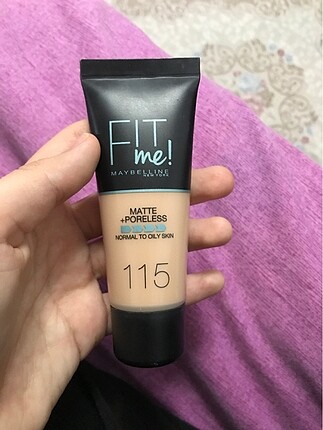 FIT
me!
MAYBELLINE
NEW YORK
MATTE
+PORELESS
NORMAL TO OILY SKIN
115